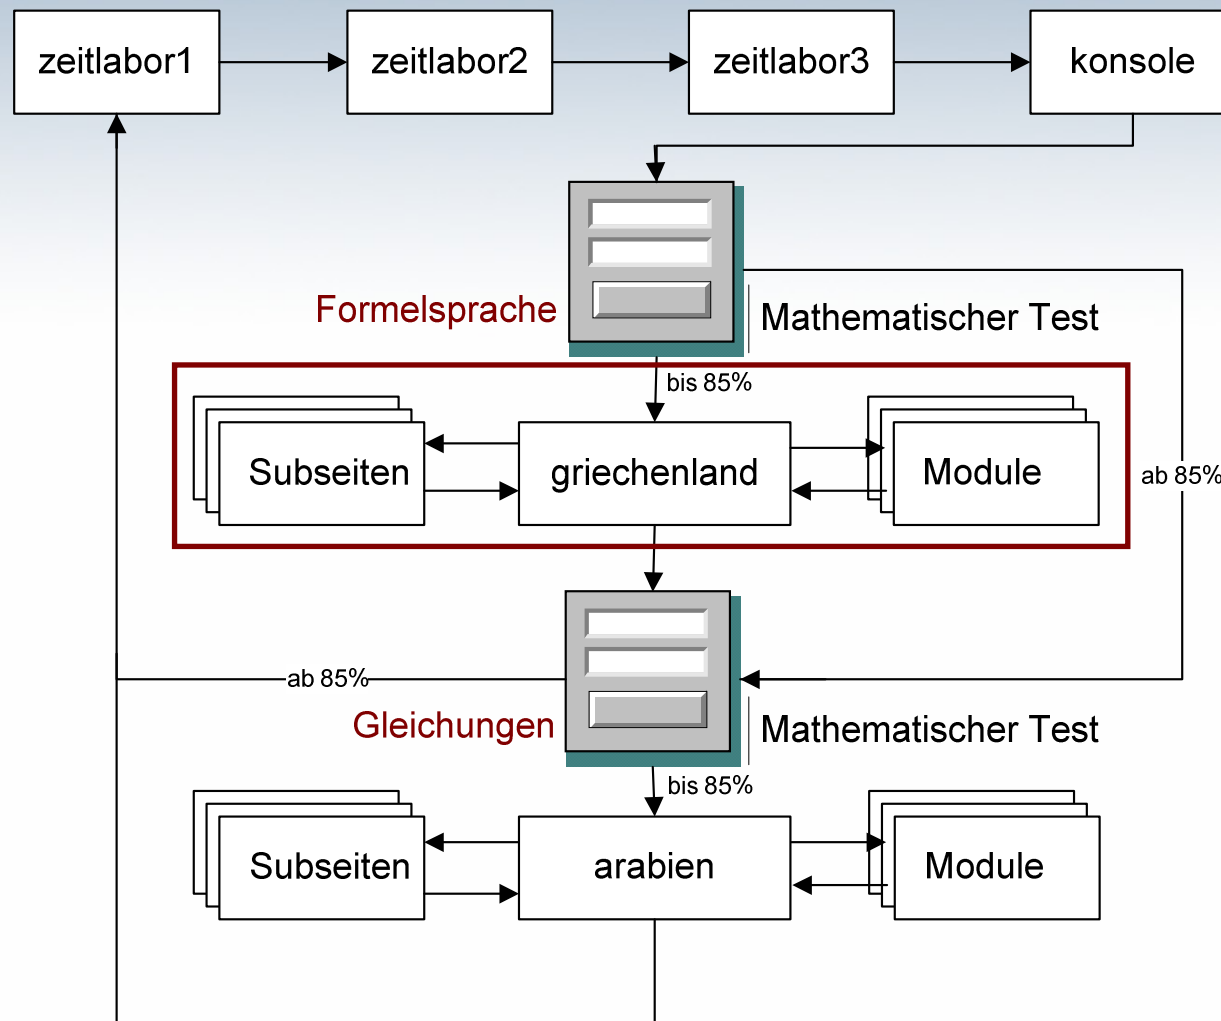 zeitlabor1
zeitlabor2
zeitlabor3
konsole
Formelsprache
Mathematischer Test
bis 85%
Subseiten
griechenland
Module
ab 85%
ab 85%
Gleichungen
Mathematischer Test
bis 85%
Subseiten
arabien
Module